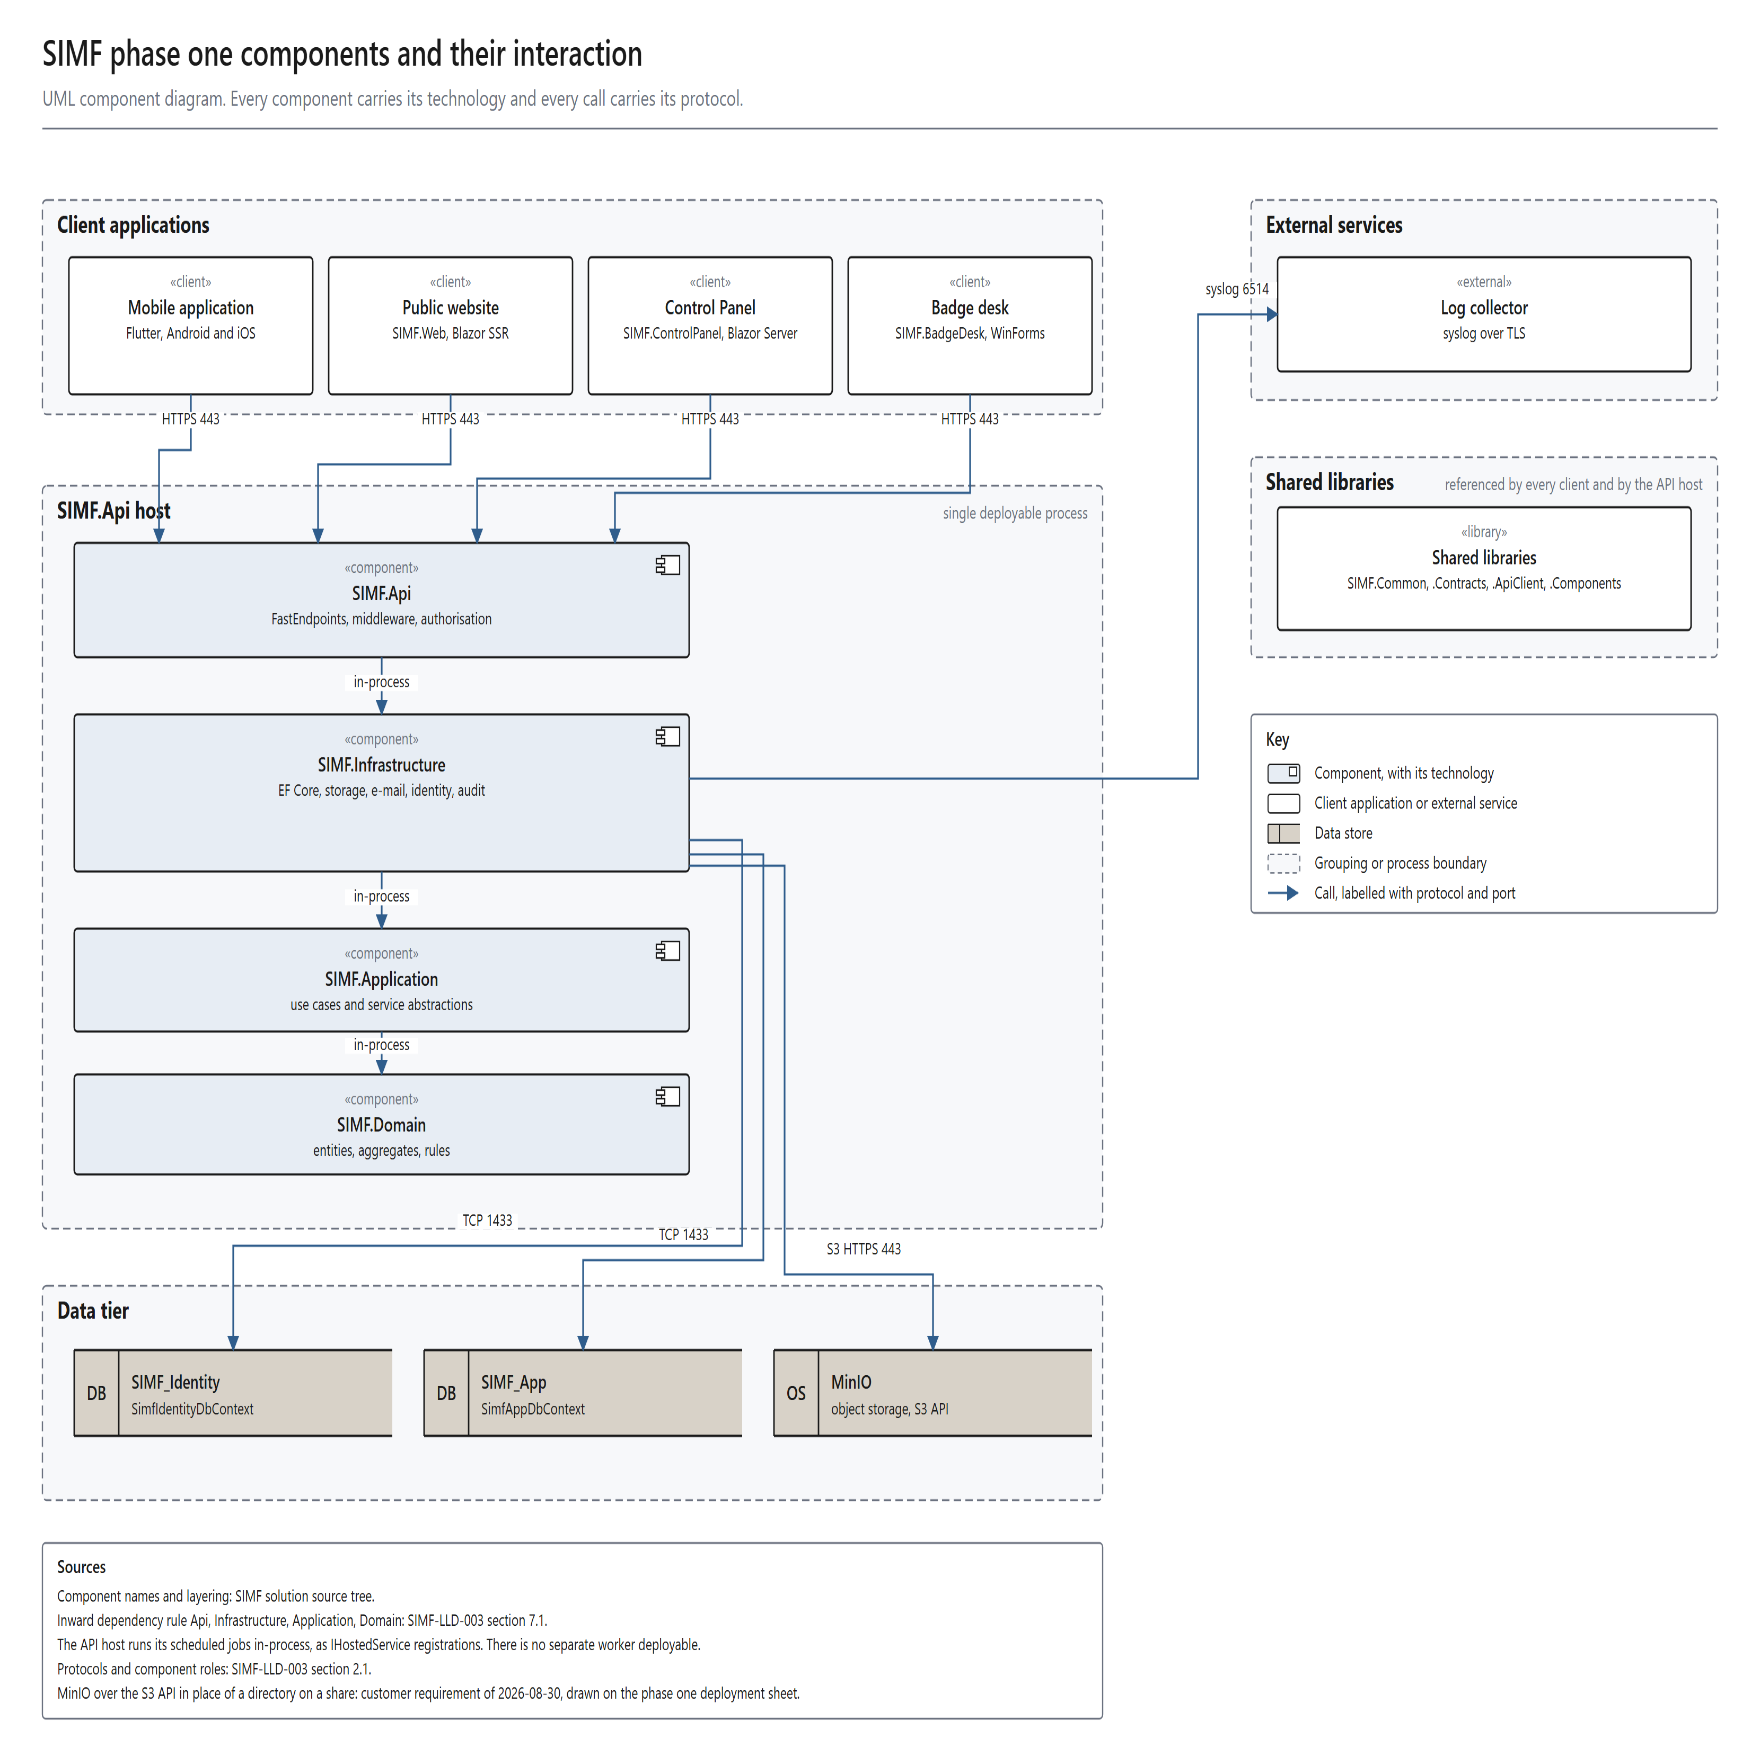 SIMF phase one components and their interaction
UML component diagram. Every component carries its technology and every call carries its protocol.
Client applications
«client»
Mobile application
Flutter, Android and iOS
«client»
Public website
SIMF.Web, Blazor SSR
«client»
Control Panel
SIMF.ControlPanel, Blazor Server
«client»
Badge desk
SIMF.BadgeDesk, WinForms
HTTPS 443
HTTPS 443
HTTPS 443
HTTPS 443
External services
syslog 6514
«external»
Log collector
syslog over TLS
Shared libraries
referenced by every client and by the API host
«library»
Shared libraries
SIMF.Common, .Contracts, .ApiClient, .Components
SIMF.Api host
single deployable process
«component»
SIMF.Api
FastEndpoints, middleware, authorisation
in-process
«component»
SIMF.Infrastructure
EF Core, storage, e-mail, identity, audit
in-process
«component»
SIMF.Application
use cases and service abstractions
in-process
«component»
SIMF.Domain
entities, aggregates, rules
Key
Component, with its technology
Client application or external service
Data store
Grouping or process boundary
Call, labelled with protocol and port
TCP 1433
TCP 1433
S3 HTTPS 443
Data tier
DB
SIMF_Identity
SimfIdentityDbContext
DB
SIMF_App
SimfAppDbContext
OS
MinIO
object storage, S3 API
Sources
Component names and layering: SIMF solution source tree.
Inward dependency rule Api, Infrastructure, Application, Domain: SIMF-LLD-003 section 7.1.
The API host runs its scheduled jobs in-process, as IHostedService registrations. There is no separate worker deployable.
Protocols and component roles: SIMF-LLD-003 section 2.1.
MinIO over the S3 API in place of a directory on a share: customer requirement of 2026-08-30, drawn on the phase one deployment sheet.